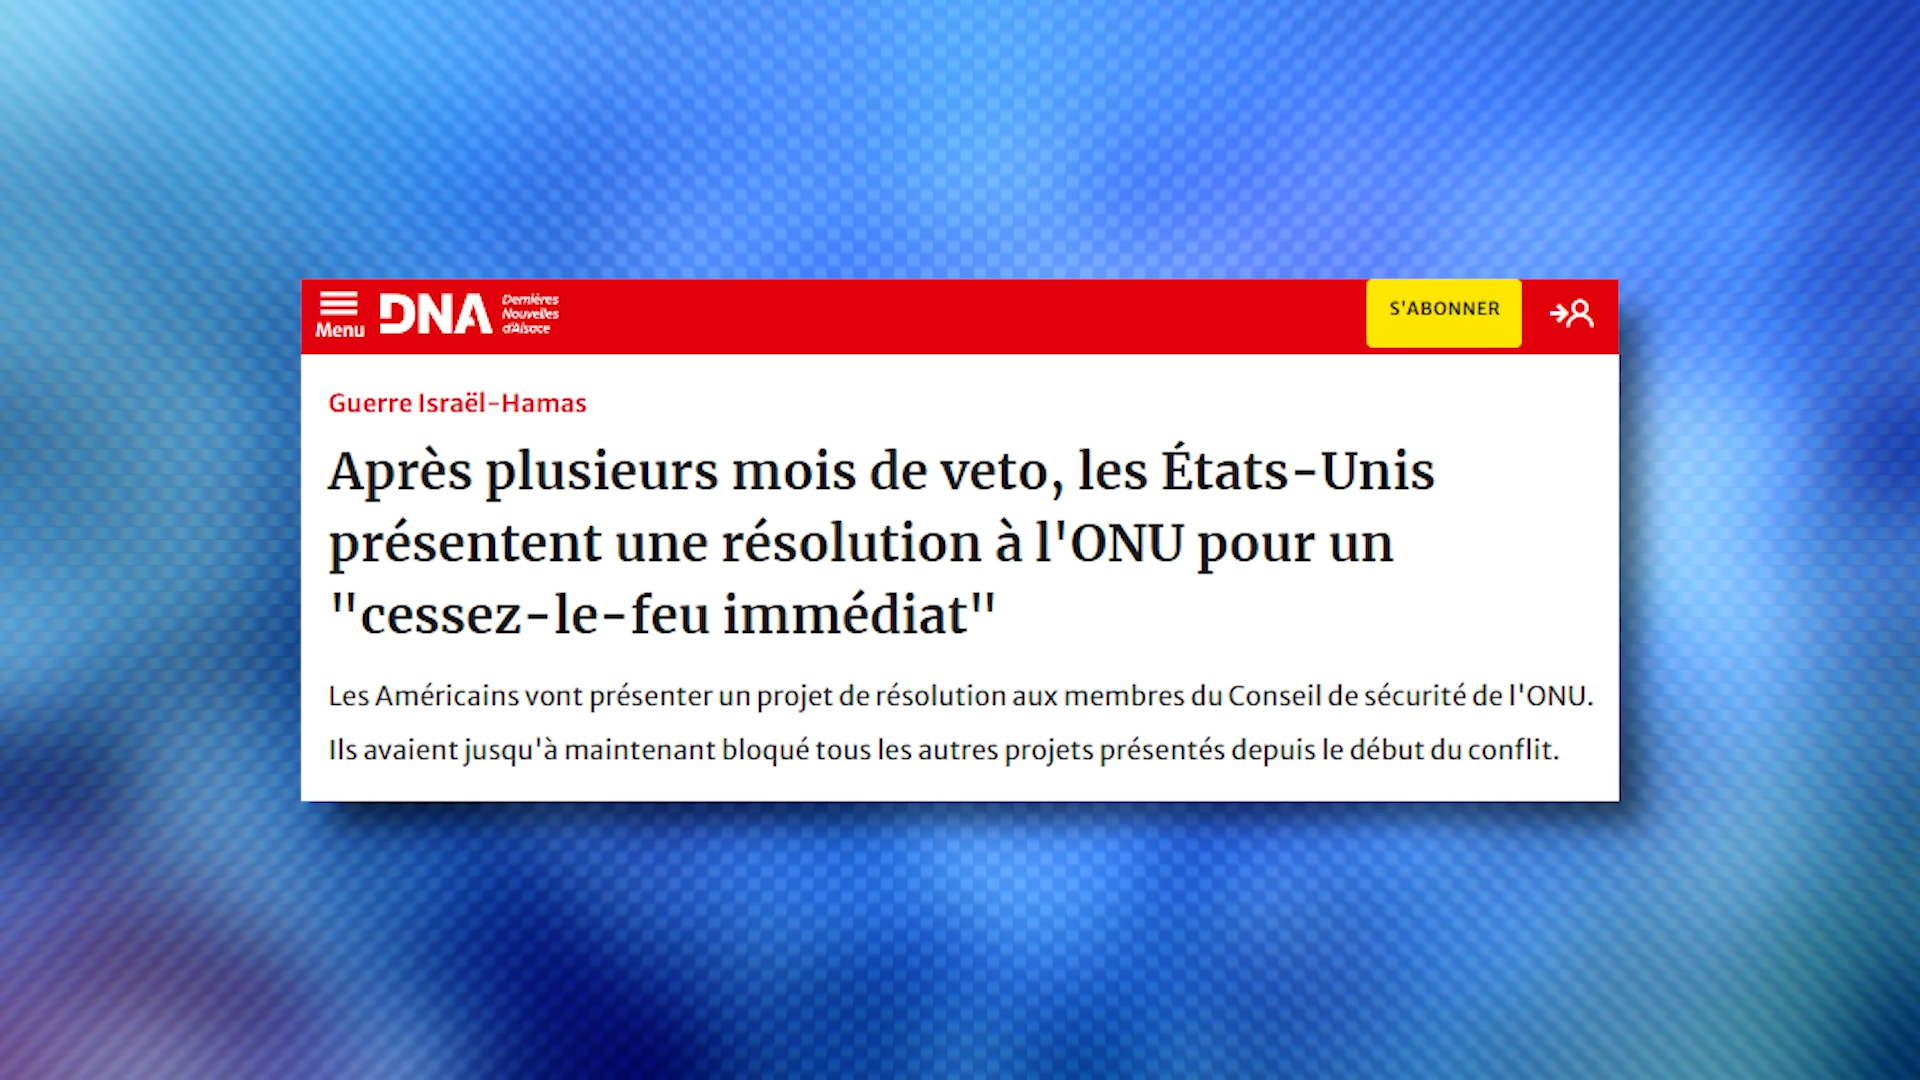 Menu
DNA
Dernières
Nouvelles
d'Alsace
S'ABONNER
Guerre Israël-Hamas
Après plusieurs mois de veto, les États-Unis
présentent une résolution à l'ONU pour un
"cessez-le-feu immédiat"
Les Américains vont présenter un projet de résolution aux membres du Conseil de sécurité de l'ONU.
Ils avaient jusqu'à maintenant bloqué tous les autres projets présentés depuis le début du conflit.